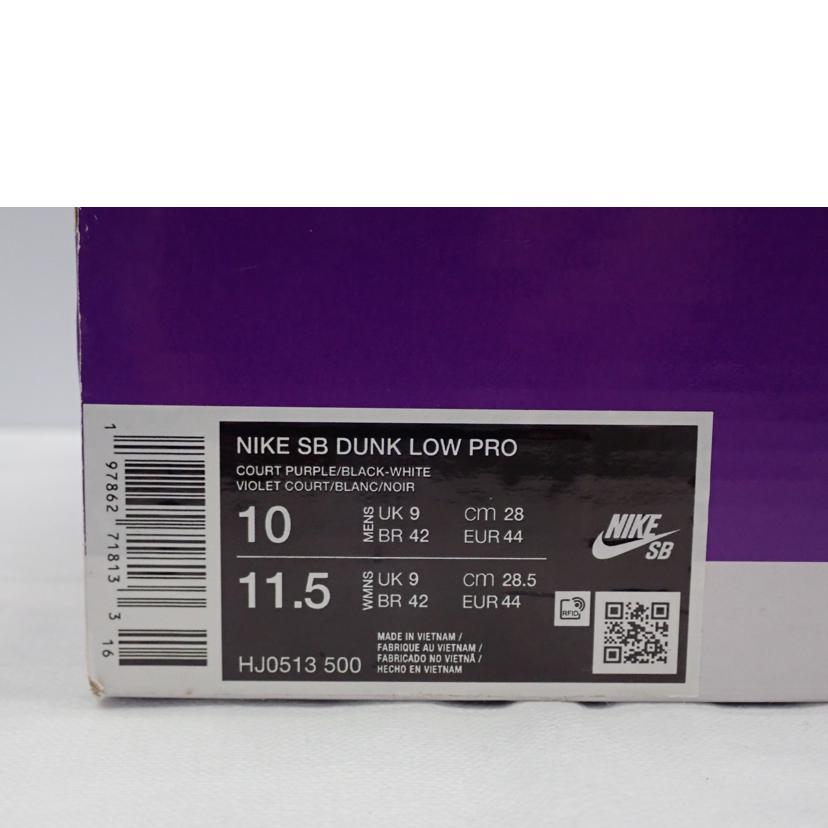 1 97862 71813 3 16
NIKE SB DUNK LOW PRO
COURT PURPLE/BLACK-WHITE
VIOLET COURT/BLANC/NOIR
10 MENS UK 9 cm 28
BR 42 EUR 44
11.5 WMNS UK 9 cm 28.5
BR 42 EUR 44
HJ0513 500
MADE IN VIETNAM /
FABRIQUE AU VIETNAM /
FABRICADO NO VIETNÃ /
HECHO EN VIETNAM
NIKE
SB
RFID